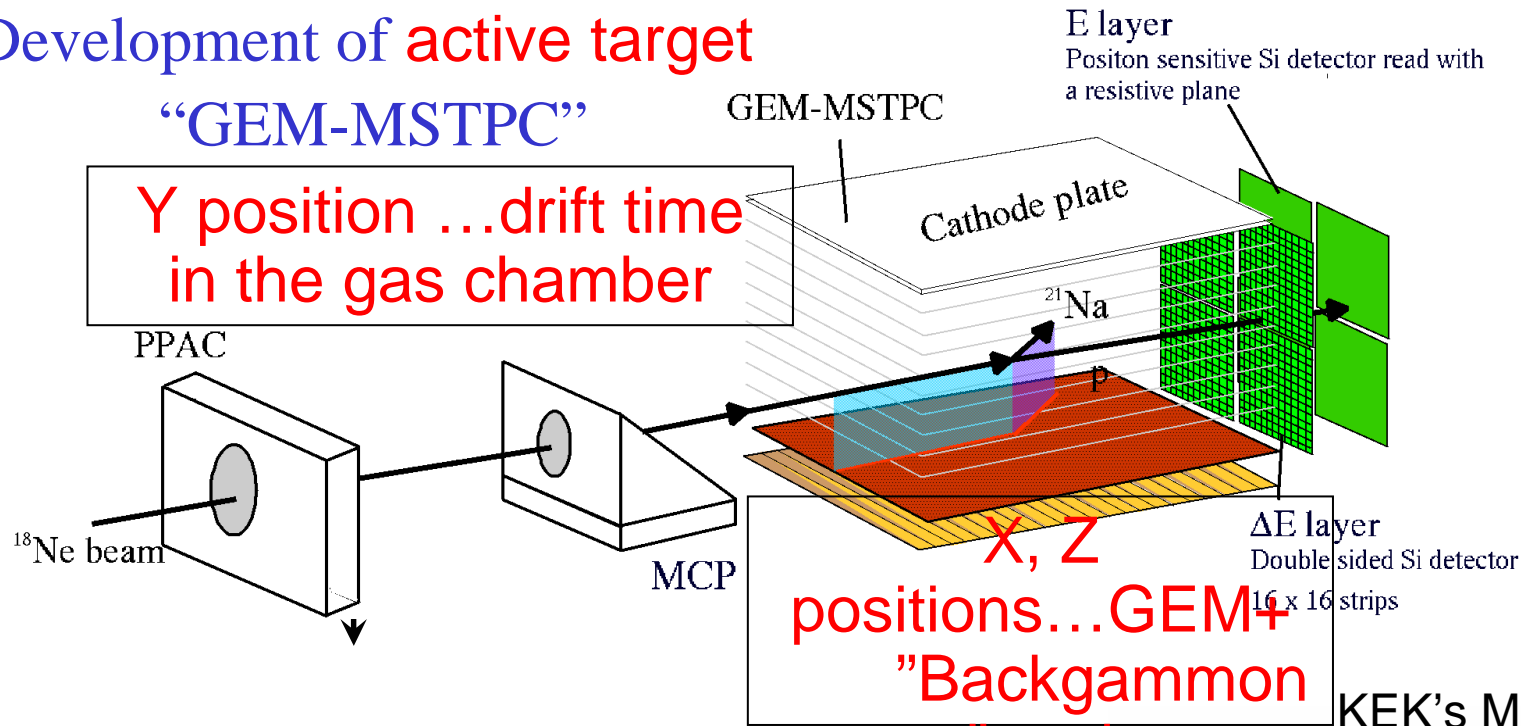 Development of active target
“GEM-MSTPC”
Y position …drift time
in the gas chamber
GEM-MSTPC
E layer
Positon sensitive Si detector read with
a resistive plane
Cathode plate
²¹Na
p
PPAC
¹⁸Ne beam
MCP
ΔE layer
Double sided Si detector
16 x 16 strips
X, Z
positions…GEM+
”Backgammon
KEK’s M